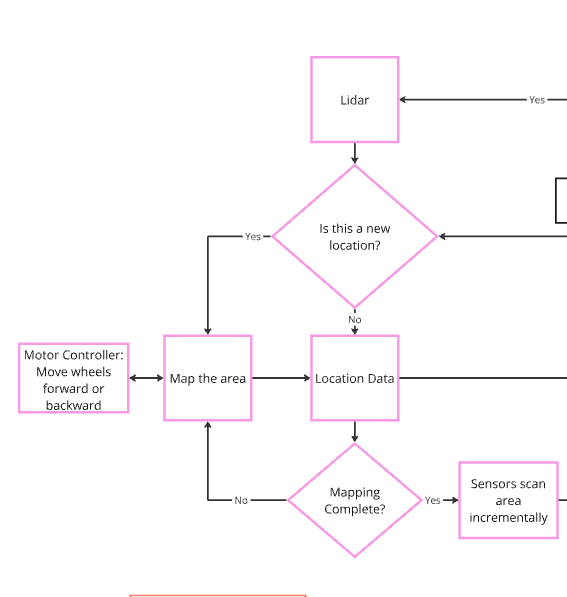 Lidar
Yes
Is this a new
location?
Yes
No
Motor Controller:
Move wheels
forward or
backward
Map the area
Location Data
Mapping
Complete?
No
Yes
Sensors scan
area
incrementally